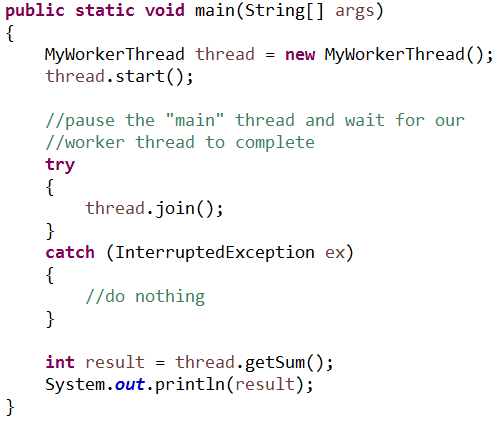 public static void main(String[] args)
{
    MyWorkerThread thread = new MyWorkerThread();
    thread.start();

    //pause the "main" thread and wait for our
    //worker thread to complete
    try
    {
        thread.join();
    }
    catch (InterruptedException ex)
    {
        //do nothing
    }

    int result = thread.getSum();
    System.out.println(result);
}